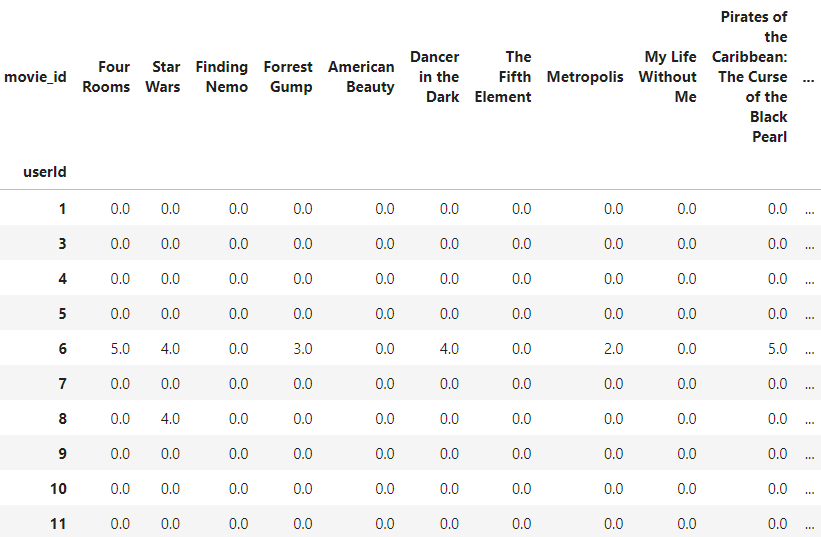 movie_id Four Rooms Star Wars Finding Nemo Forrest Gump American Beauty Dancer in the Dark The Fifth Element Metropolis My Life Without Me Pirates of the Caribbean: The Curse of the Black Pearl ...
userId
1 0.0 0.0 0.0 0.0 0.0 0.0 0.0 0.0 0.0 0.0 ...
3 0.0 0.0 0.0 0.0 0.0 0.0 0.0 0.0 0.0 0.0 ...
4 0.0 0.0 0.0 0.0 0.0 0.0 0.0 0.0 0.0 0.0 ...
5 0.0 0.0 0.0 0.0 0.0 0.0 0.0 0.0 0.0 0.0 ...
6 5.0 4.0 0.0 3.0 0.0 4.0 0.0 2.0 0.0 5.0 ...
7 0.0 0.0 0.0 0.0 0.0 0.0 0.0 0.0 0.0 0.0 ...
8 0.0 4.0 0.0 0.0 0.0 0.0 0.0 0.0 0.0 0.0 ...
9 0.0 0.0 0.0 0.0 0.0 0.0 0.0 0.0 0.0 0.0 ...
10 0.0 0.0 0.0 0.0 0.0 0.0 0.0 0.0 0.0 0.0 ...
11 0.0 0.0 0.0 0.0 0.0 0.0 0.0 0.0 0.0 0.0 ...